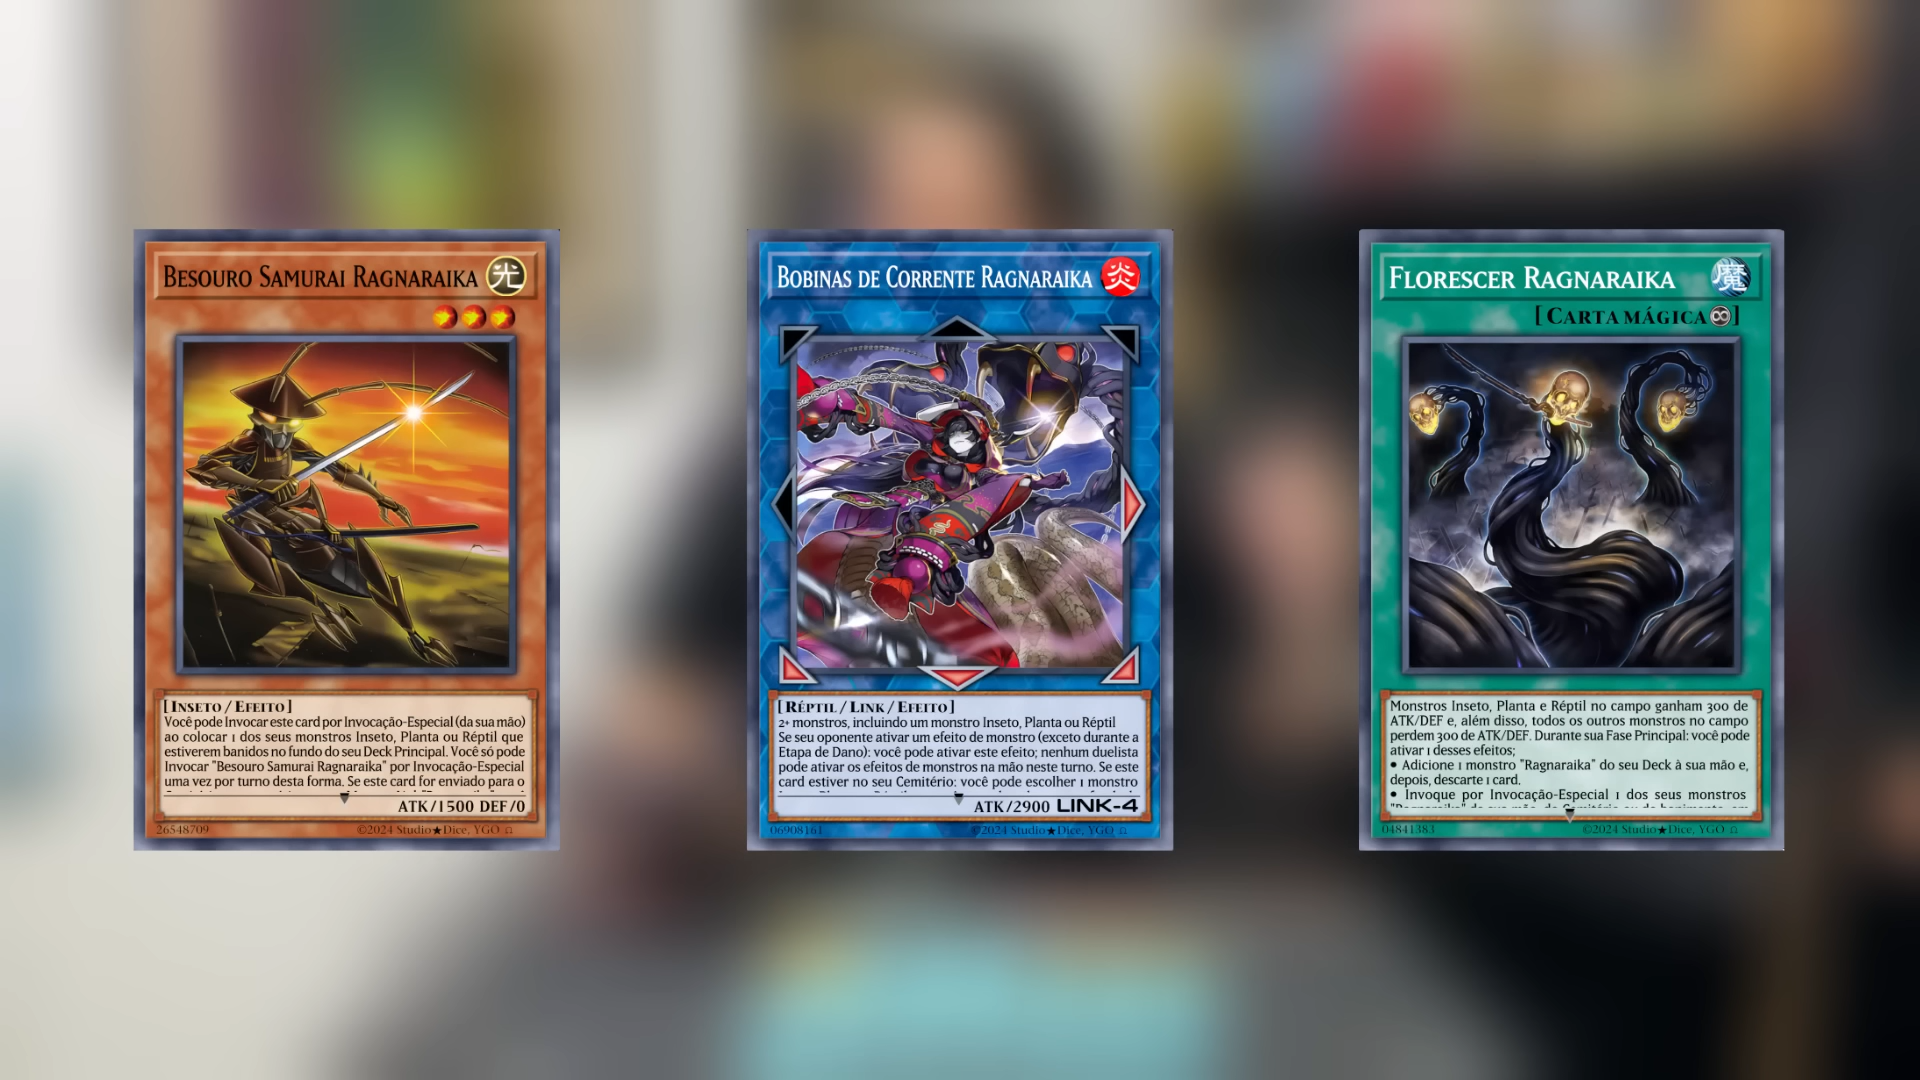 BESOURO SAMURAI RAGNARAIKA
光
[INSETO / EFEITO]
Você pode Invocar este card por Invocação-Especial (da sua mão)
ao colocar 1 dos seus monstros Inseto, Planta ou Réptil que
estiverem banidos no fundo do seu Deck Principal. Você só pode
Invocar "Besouro Samurai Ragnaraika" por Invocação-Especial
uma vez por turno desta forma. Se este card for enviado para o
ATK/1500 DEF/0
26548709
©2024 Studio★Dice, YGO Ω
BOBINAS DE CORRENTE RAGNARAIKA
炎
[RÉPTIL / LINK / EFEITO]
2+ monstros, incluindo um monstro Inseto, Planta ou Réptil
Se seu oponente ativar um efeito de monstro (exceto durante a
Etapa de Dano): você pode ativar este efeito; nenhum duelista
pode ativar os efeitos de monstros na mão neste turno. Se este
card estiver no seu Cemitério: você pode escolher 1 monstro
ATK/2900 LINK-4
06908161
©2024 Studio★Dice, YGO Ω
FLORESCER RAGNARAIKA
魔
[CARTA MÁGICA♾]
Monstros Inseto, Planta e Réptil no campo ganham 300 de
ATK/DEF e, além disso, todos os outros monstros no campo
perdem 300 de ATK/DEF. Durante sua Fase Principal: você pode
ativar 1 desses efeitos;
● Adicione 1 monstro "Ragnaraika" do seu Deck à sua mão e,
depois, descarte 1 card.
● Invoque por Invocação-Especial 1 dos seus monstros
04841383
©2024 Studio★Dice, YGO Ω